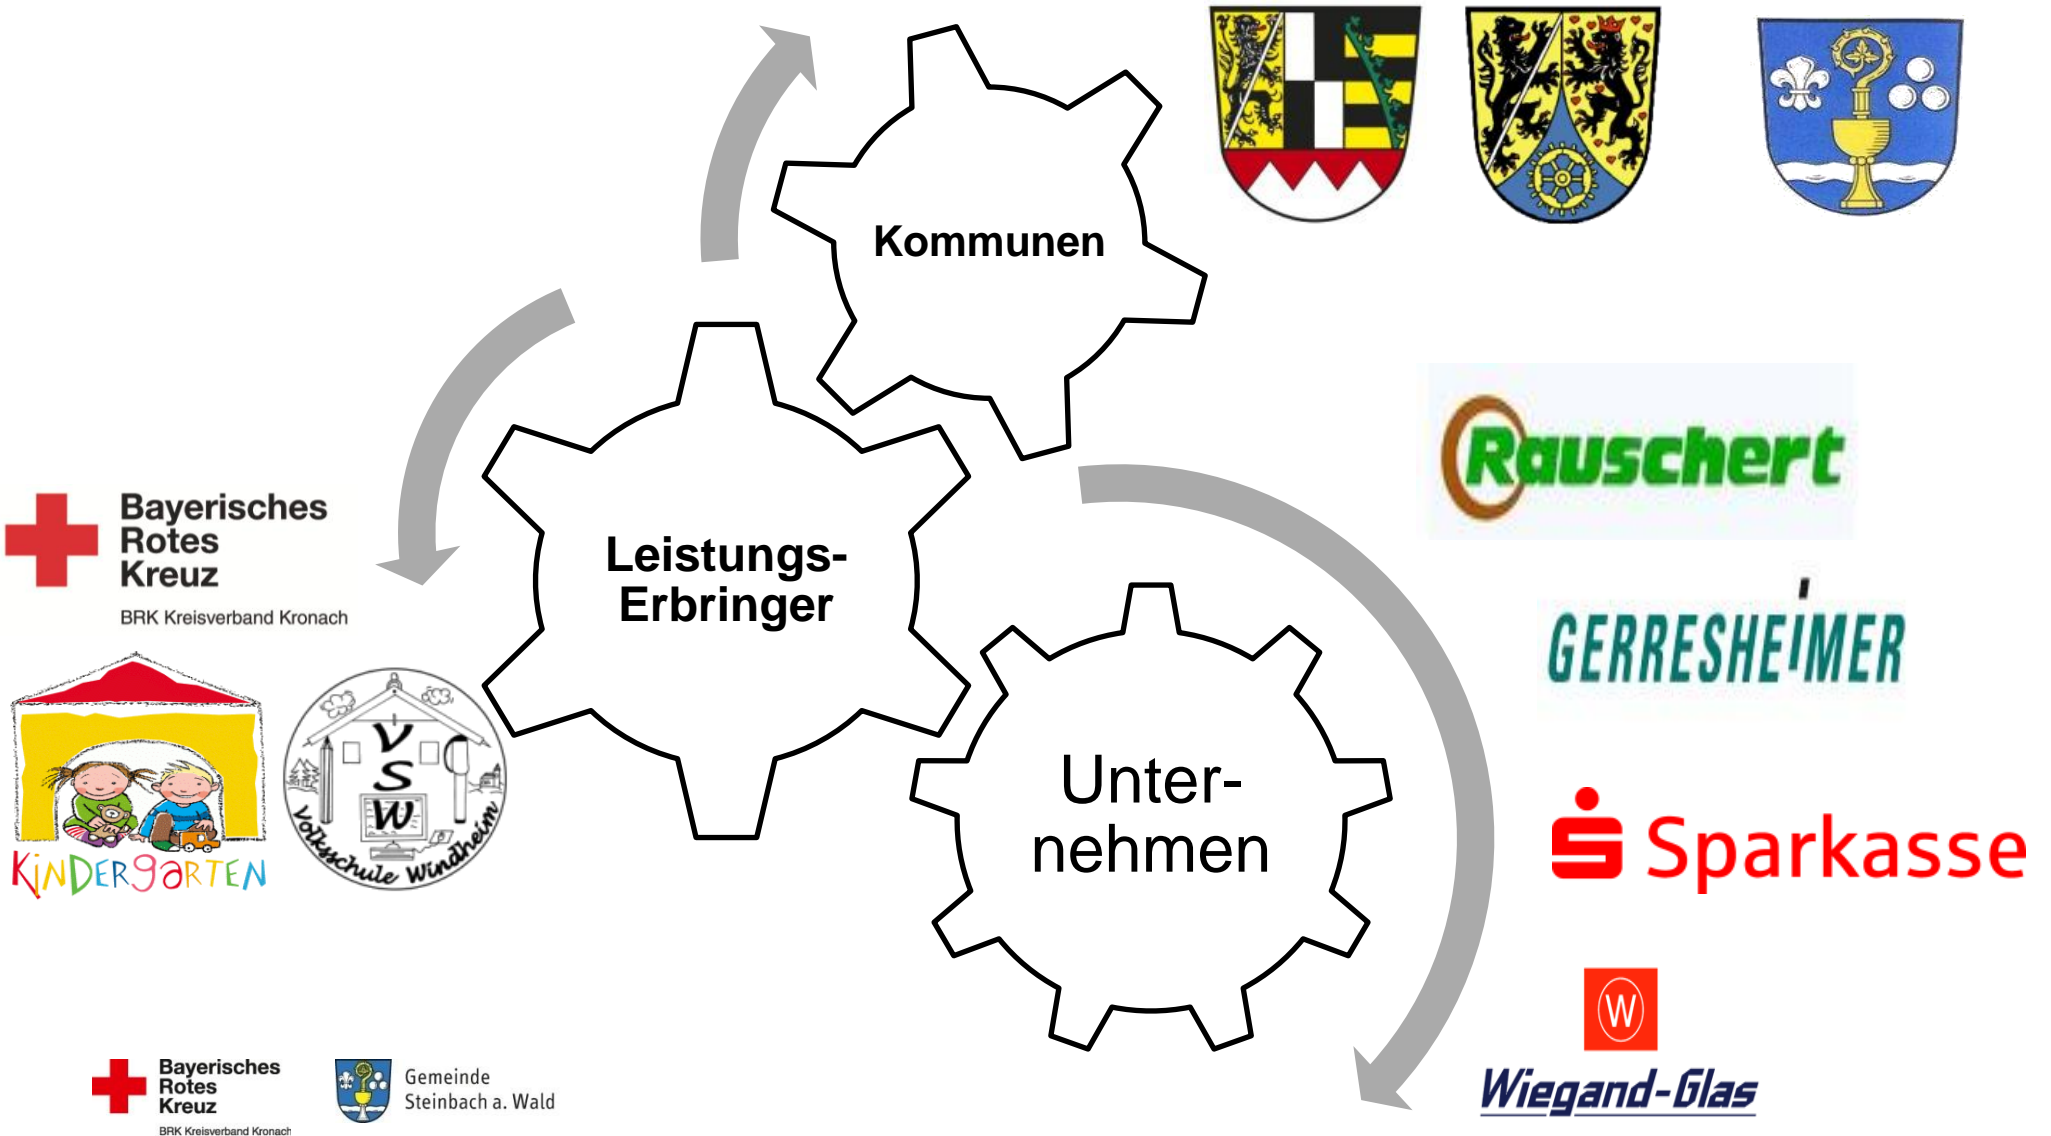 Kommunen
Rauschert
Bayerisches
Rotes
Kreuz
BRK Kreisverband Kronach
Leistungs-
Erbringer
GERRESHEIMER
KiNDERgARTEN
V
S
W
Volksschule Windheim
Unter-
nehmen
Sparkasse
W
Wiegand-Glas
Bayerisches
Rotes
Kreuz
BRK Kreisverband Kronach
Gemeinde
Steinbach a. Wald